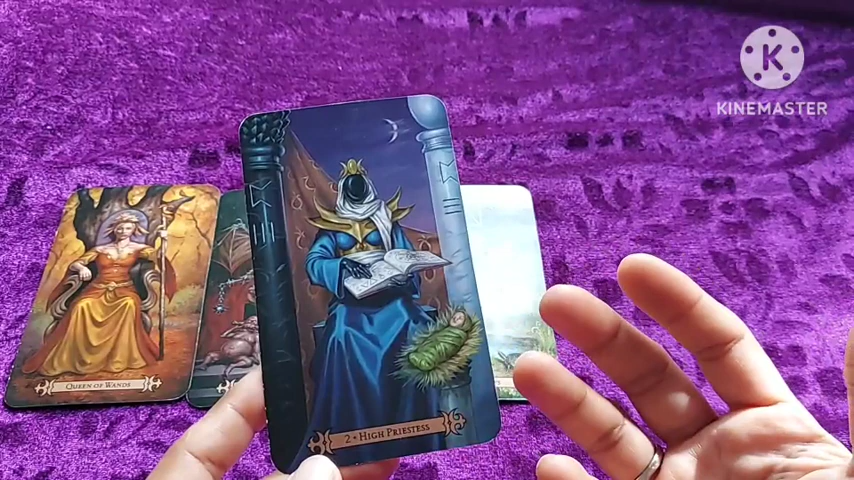 K
KINEMASTER
QUEEN OF WANDS
2 • HIGH PRIESTESS